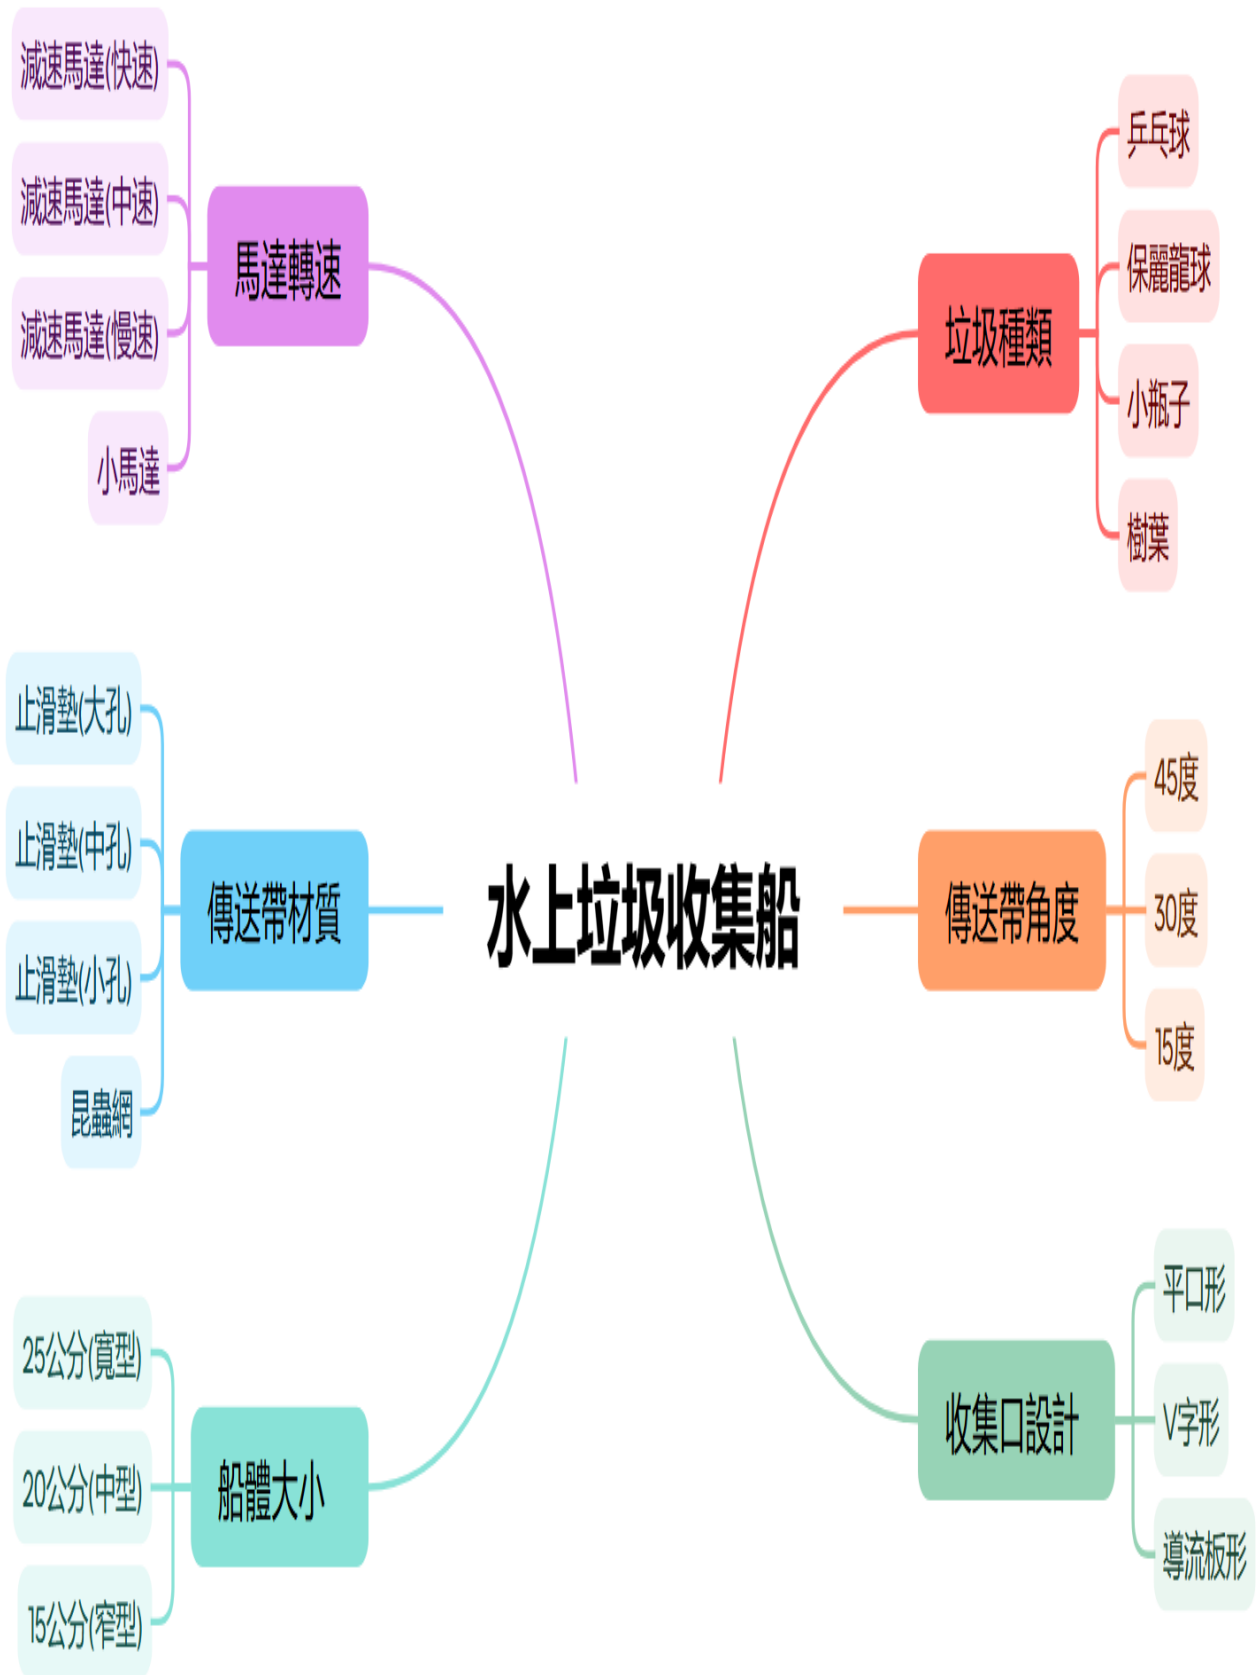 水上垃圾收集船
垃圾種類
乒乓球
保麗龍球
小瓶子
樹葉
傳送帶角度
45度
30度
15度
收集口設計
平口形
V字形
導流板形
馬達轉速
減速馬達(快速)
減速馬達(中速)
減速馬達(慢速)
小馬達
傳送帶材質
止滑墊(大孔)
止滑墊(中孔)
止滑墊(小孔)
昆蟲網
船體大小
25公分(寬型)
20公分(中型)
15公分(窄型)